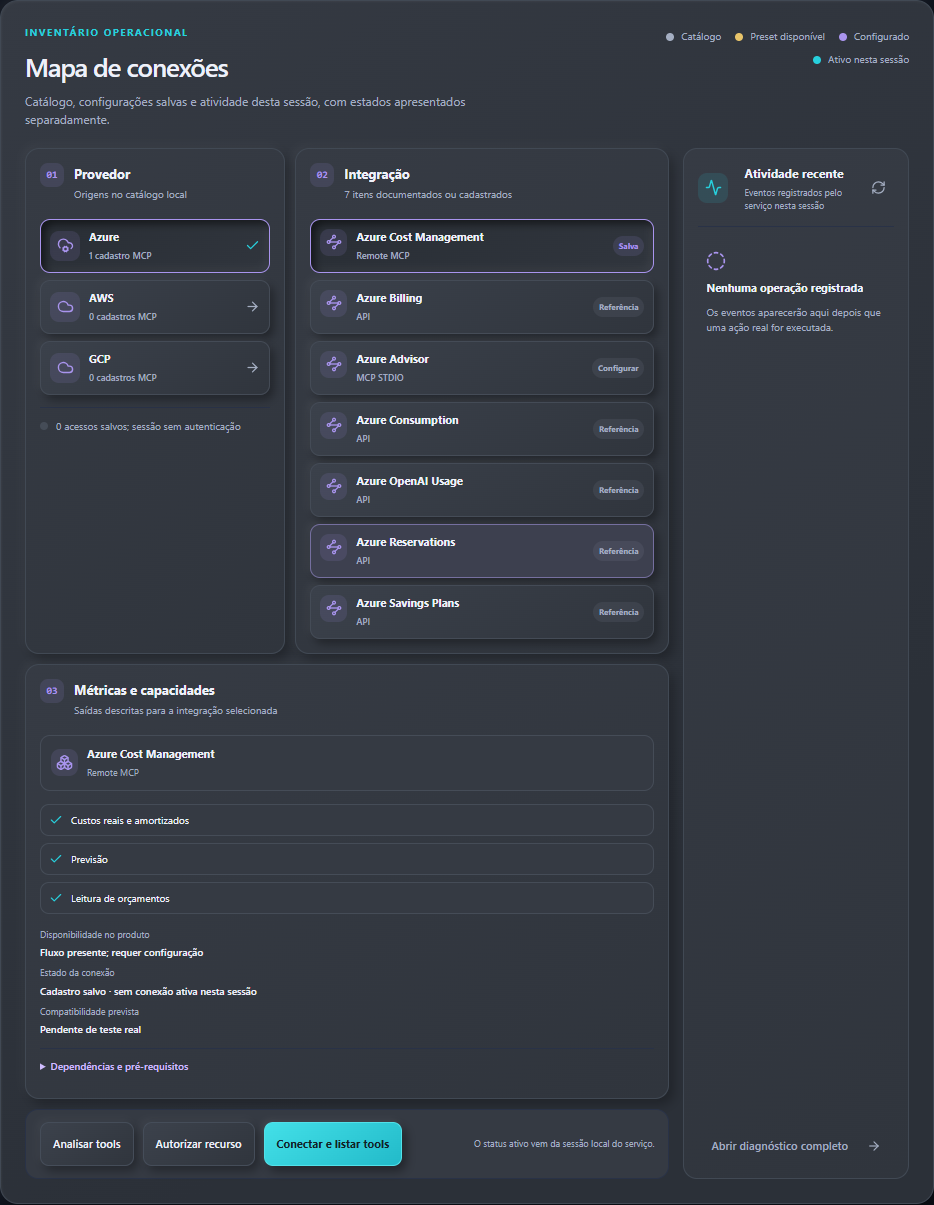 INVENTÁRIO OPERACIONAL
Mapa de conexões
Catálogo, configurações salvas e atividade desta sessão, com estados apresentados
separadamente.
Catálogo
Preset disponível
Configurado
Ativo nesta sessão
01
Provedor
Origens no catálogo local
Azure
1 cadastro MCP
AWS
0 cadastros MCP
GCP
0 cadastros MCP
0 acessos salvos; sessão sem autenticação
02
Integração
7 itens documentados ou cadastrados
Azure Cost Management
Remote MCP
Salva
Azure Billing
API
Referência
Azure Advisor
MCP STDIO
Configurar
Azure Consumption
API
Referência
Azure OpenAI Usage
API
Referência
Azure Reservations
API
Referência
Azure Savings Plans
API
Referência
Atividade recente
Eventos registrados pelo
serviço nesta sessão
Nenhuma operação registrada
Os eventos aparecerão aqui depois que
uma ação real for executada.
Abrir diagnóstico completo
03
Métricas e capacidades
Saídas descritas para a integração selecionada
Azure Cost Management
Remote MCP
Custos reais e amortizados
Previsão
Leitura de orçamentos
Disponibilidade no produto
Fluxo presente; requer configuração
Estado da conexão
Cadastro salvo · sem conexão ativa nesta sessão
Compatibilidade prevista
Pendente de teste real
Dependências e pré-requisitos
Analisar tools
Autorizar recurso
Conectar e listar tools
O status ativo vem da sessão local do serviço.